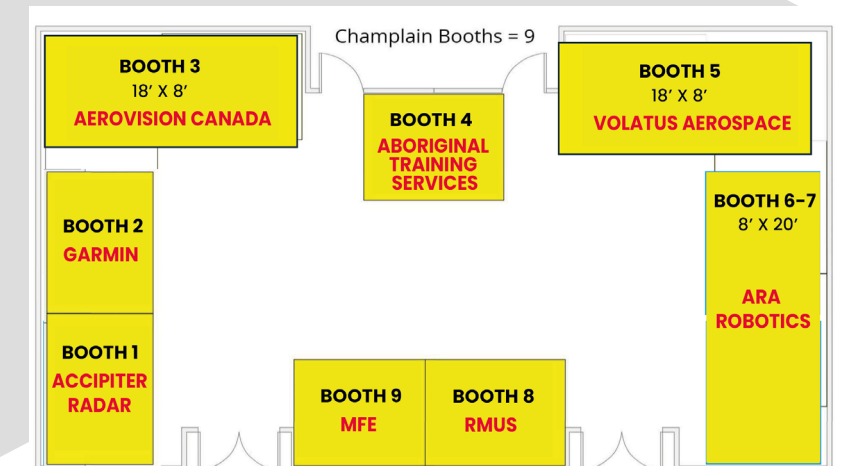 Champlain Booths = 9
BOOTH 3
18’ X 8’
AEROVISION CANADA
BOOTH 4
ABORIGINAL
TRAINING
SERVICES
BOOTH 5
18’ X 8’
VOLATUS AEROSPACE
BOOTH 2
GARMIN
BOOTH 6-7
8’ X 20’
ARA
ROBOTICS
BOOTH 1
ACCIPITER
RADAR
BOOTH 9
MFE
BOOTH 8
RMUS